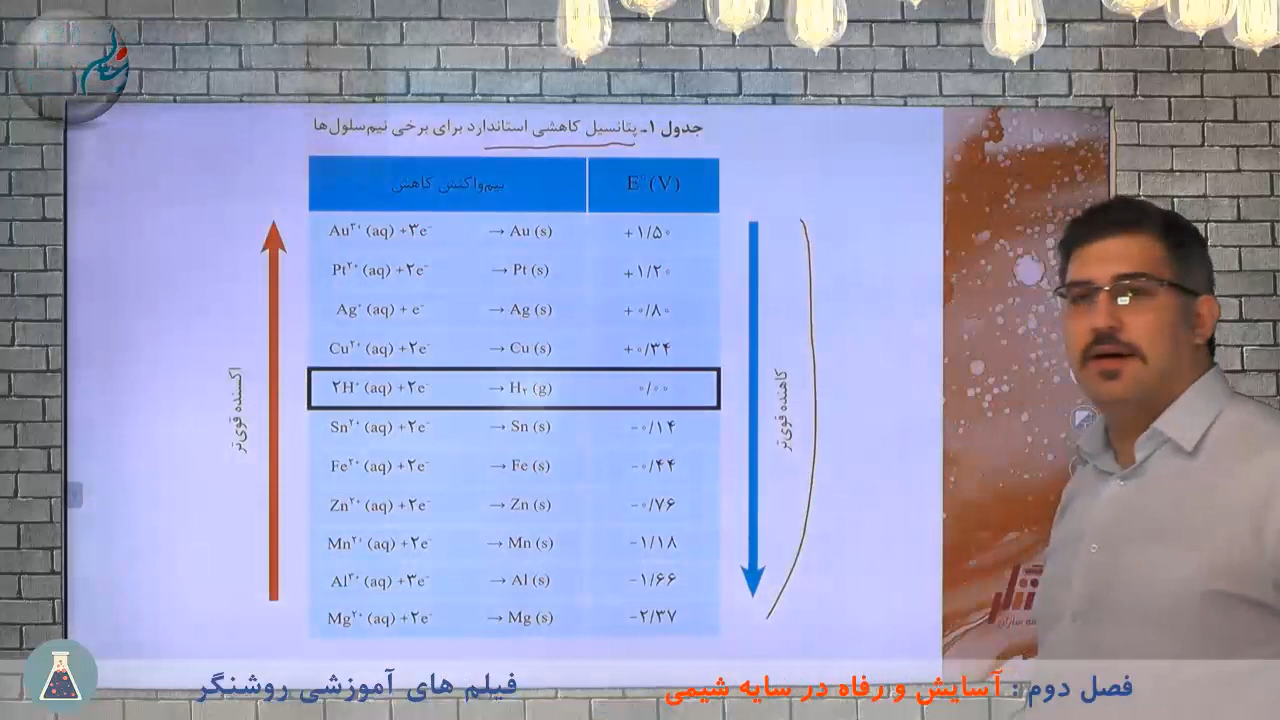 جدول ۱ـ پتانسیل کاهشی استاندارد برای برخی نیم‌سلول‌ها
نیم‌واکنش کاهش E°(V)
Au³⁺ (aq) +۳e⁻ → Au (s) +۱/۵۰
Pt²⁺ (aq) +۲e⁻ → Pt (s) +۱/۲۰
Ag⁺ (aq) + e⁻ → Ag (s) +۰/۸۰
Cu²⁺ (aq) +۲e⁻ → Cu (s) +۰/۳۴
۲H⁺ (aq) +۲e⁻ → H₂ (g) ۰/۰۰
Sn²⁺ (aq) +۲e⁻ → Sn (s) −۰/۱۴
Fe²⁺ (aq) +۲e⁻ → Fe (s) −۰/۴۴
Zn²⁺ (aq) +۲e⁻ → Zn (s) −۰/۷۶
Mn²⁺ (aq) +۲e⁻ → Mn (s) −۱/۱۸
Al³⁺ (aq) +۳e⁻ → Al (s) −۱/۶۶
Mg²⁺ (aq) +۲e⁻ → Mg (s) −۲/۳۷
کاهنده قوی‌تر
اکسنده قوی‌تر
فصل دوم : آسایش و رفاه در سایه شیمی
فیلم های آموزشی روشنگر